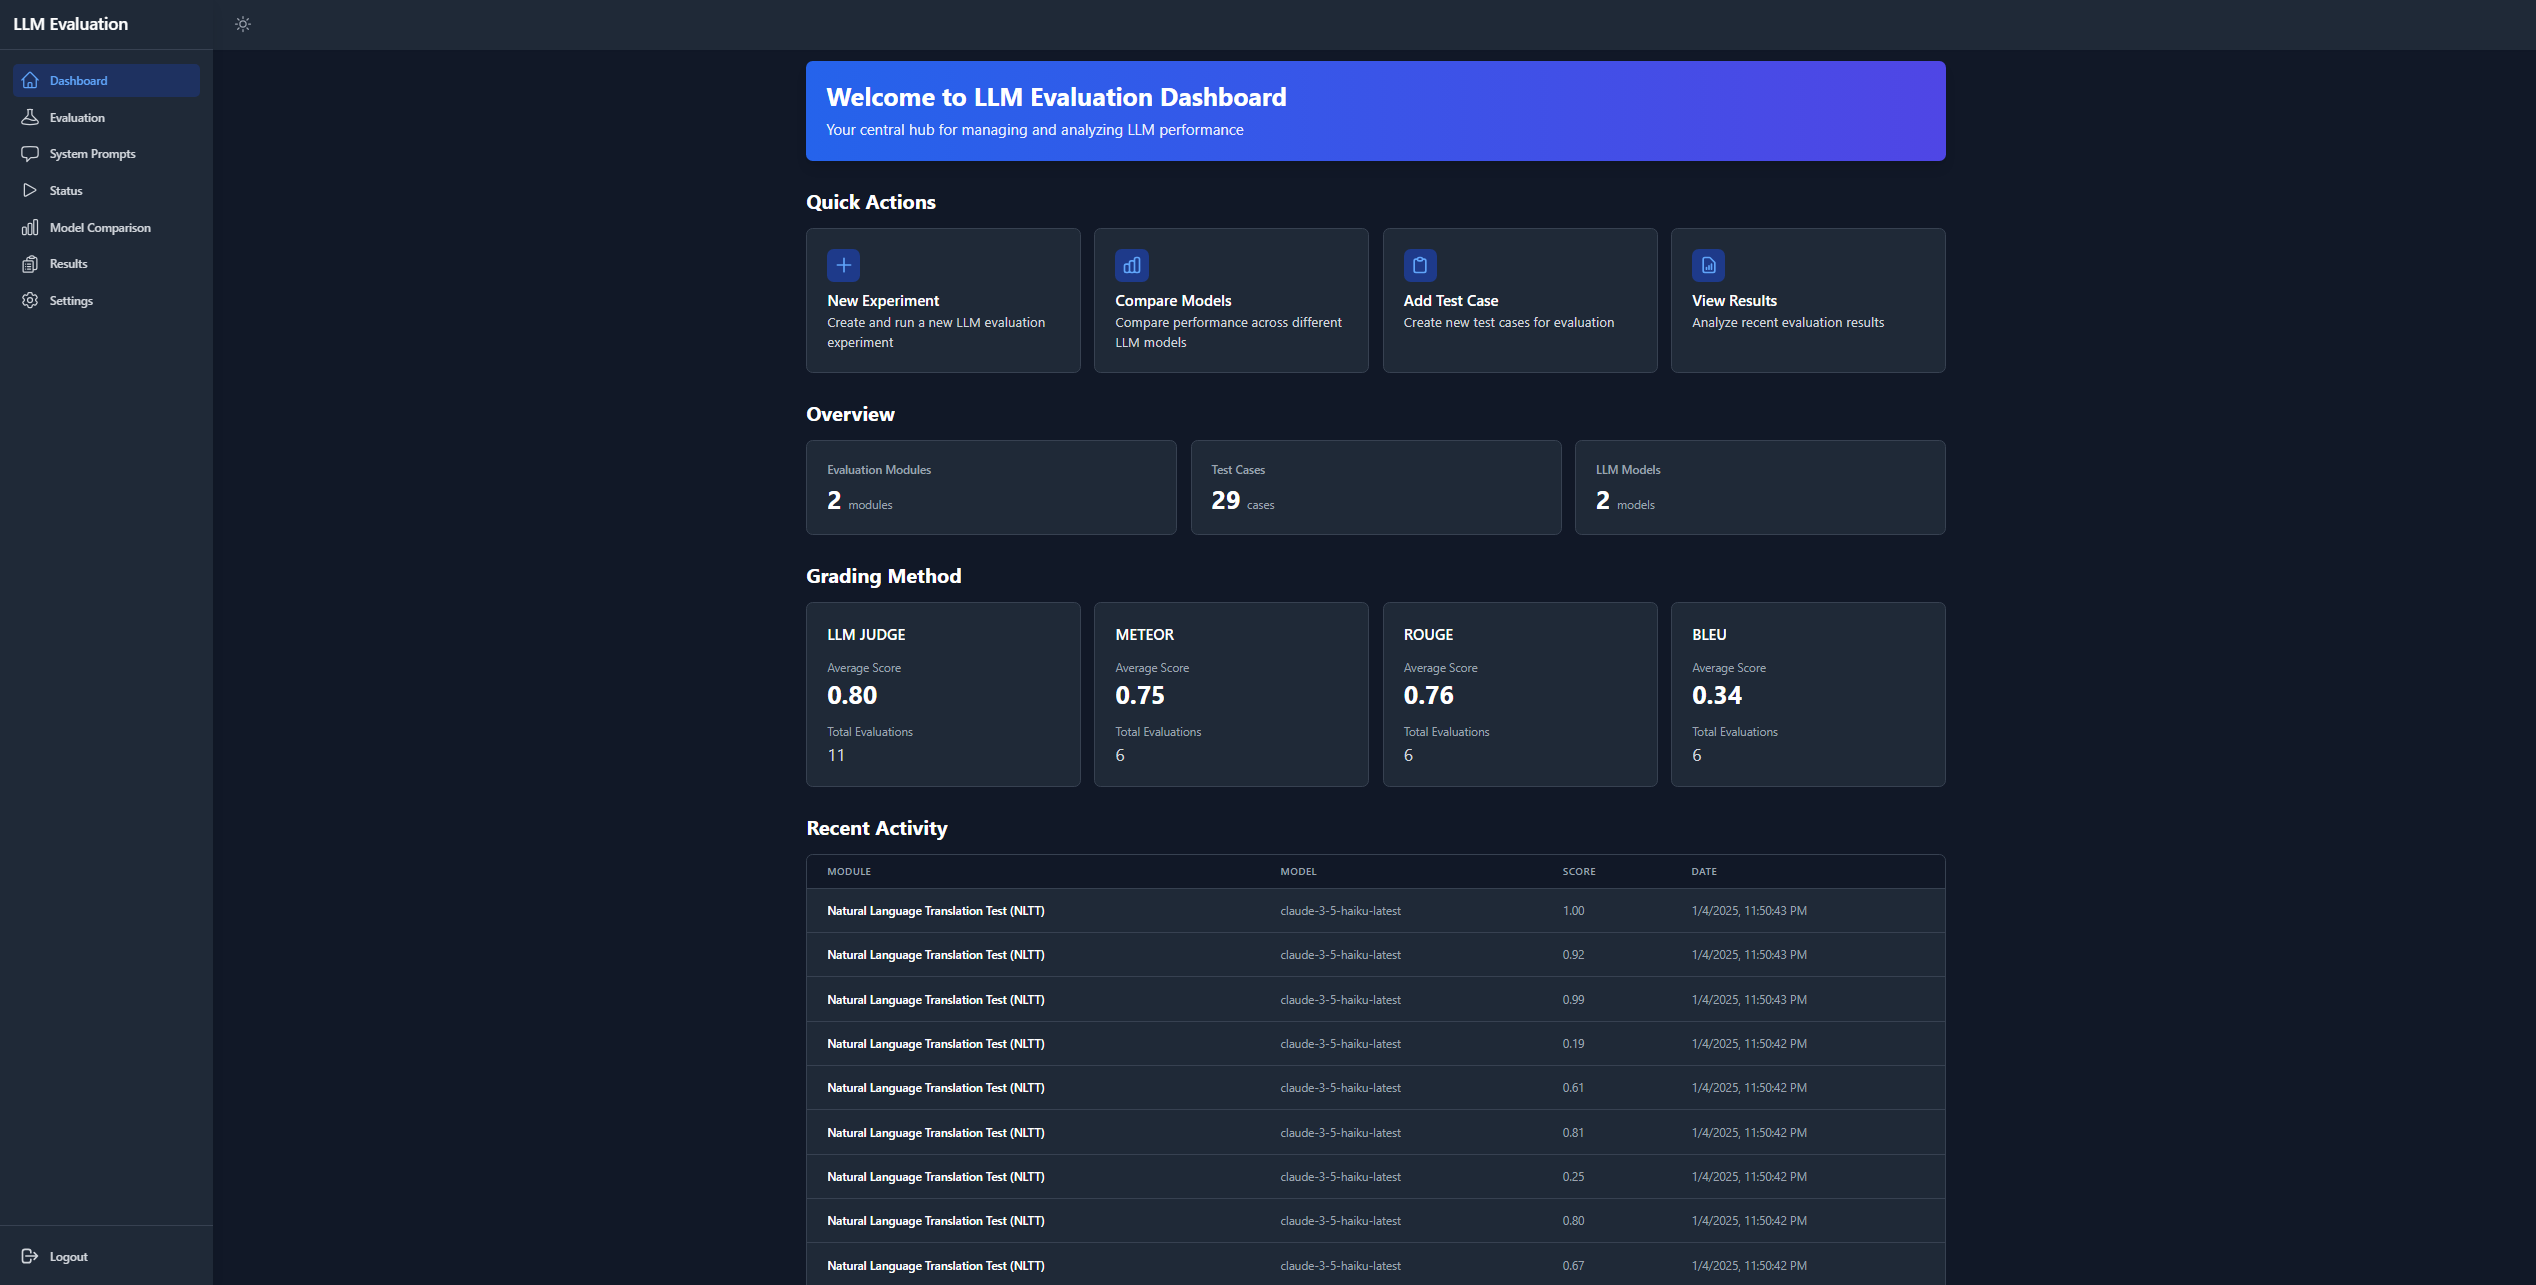 LLM Evaluation
Dashboard
Evaluation
System Prompts
Status
Model Comparison
Results
Settings
Logout
Welcome to LLM Evaluation Dashboard
Your central hub for managing and analyzing LLM performance
Quick Actions
New Experiment
Create and run a new LLM evaluation
experiment
Compare Models
Compare performance across different
LLM models
Add Test Case
Create new test cases for evaluation
View Results
Analyze recent evaluation results
Overview
Evaluation Modules
2 modules
Test Cases
29 cases
LLM Models
2 models
Grading Method
LLM JUDGE
Average Score
0.80
Total Evaluations
11
METEOR
Average Score
0.75
Total Evaluations
6
ROUGE
Average Score
0.76
Total Evaluations
6
BLEU
Average Score
0.34
Total Evaluations
6
Recent Activity
MODULE MODEL SCORE DATE
Natural Language Translation Test (NLTT) claude-3-5-haiku-latest 1.00 1/4/2025, 11:50:43 PM
Natural Language Translation Test (NLTT) claude-3-5-haiku-latest 0.92 1/4/2025, 11:50:43 PM
Natural Language Translation Test (NLTT) claude-3-5-haiku-latest 0.99 1/4/2025, 11:50:43 PM
Natural Language Translation Test (NLTT) claude-3-5-haiku-latest 0.19 1/4/2025, 11:50:42 PM
Natural Language Translation Test (NLTT) claude-3-5-haiku-latest 0.61 1/4/2025, 11:50:42 PM
Natural Language Translation Test (NLTT) claude-3-5-haiku-latest 0.81 1/4/2025, 11:50:42 PM
Natural Language Translation Test (NLTT) claude-3-5-haiku-latest 0.25 1/4/2025, 11:50:42 PM
Natural Language Translation Test (NLTT) claude-3-5-haiku-latest 0.80 1/4/2025, 11:50:42 PM
Natural Language Translation Test (NLTT) claude-3-5-haiku-latest 0.67 1/4/2025, 11:50:42 PM